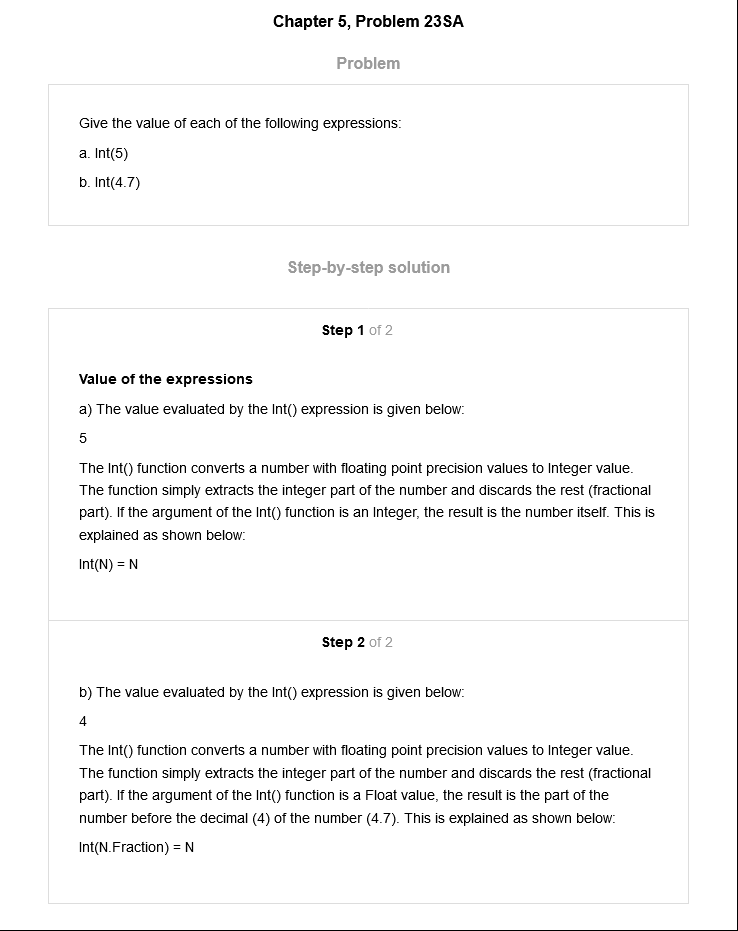 Chapter 5, Problem 23SA
Problem
Give the value of each of the following expressions:
a. Int(5)
b. Int(4.7)
Step-by-step solution
Step 1 of 2
Value of the expressions
a) The value evaluated by the Int() expression is given below:
5
The Int() function converts a number with floating point precision values to Integer value.
The function simply extracts the integer part of the number and discards the rest (fractional
part). If the argument of the Int() function is an Integer, the result is the number itself. This is
explained as shown below:
Int(N) = N
Step 2 of 2
b) The value evaluated by the Int() expression is given below:
4
The Int() function converts a number with floating point precision values to Integer value.
The function simply extracts the integer part of the number and discards the rest (fractional
part). If the argument of the Int() function is a Float value, the result is the part of the
number before the decimal (4) of the number (4.7). This is explained as shown below:
Int(N.Fraction) = N